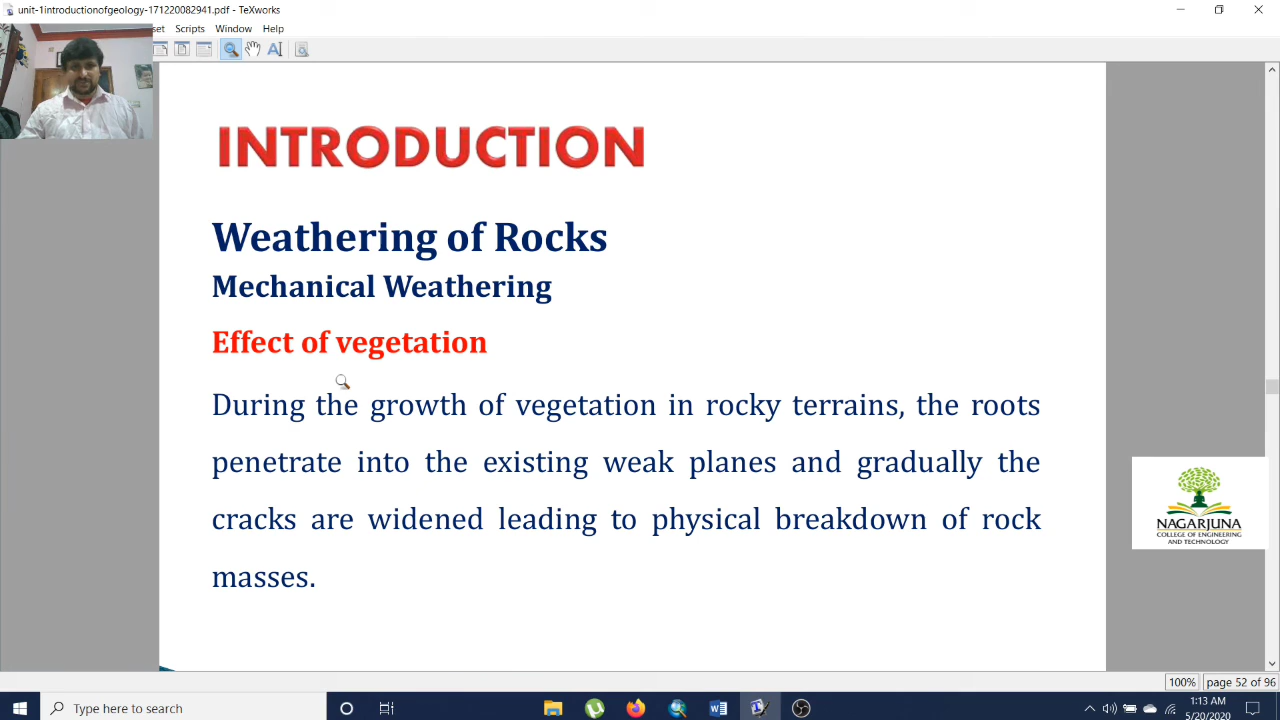 unit-1introductionofgeology-171220082941.pdf - TeXworks
set Scripts Window Help
INTRODUCTION
Weathering of Rocks
Mechanical Weathering
Effect of vegetation
During the growth of vegetation in rocky terrains, the roots
penetrate into the existing weak planes and gradually the
cracks are widened leading to physical breakdown of rock
masses.
NAGARJUNA
COLLEGE OF ENGINEERING
AND TECHNOLOGY
100% page 52 of 96
Type here to search
1:13 AM
5/20/2020